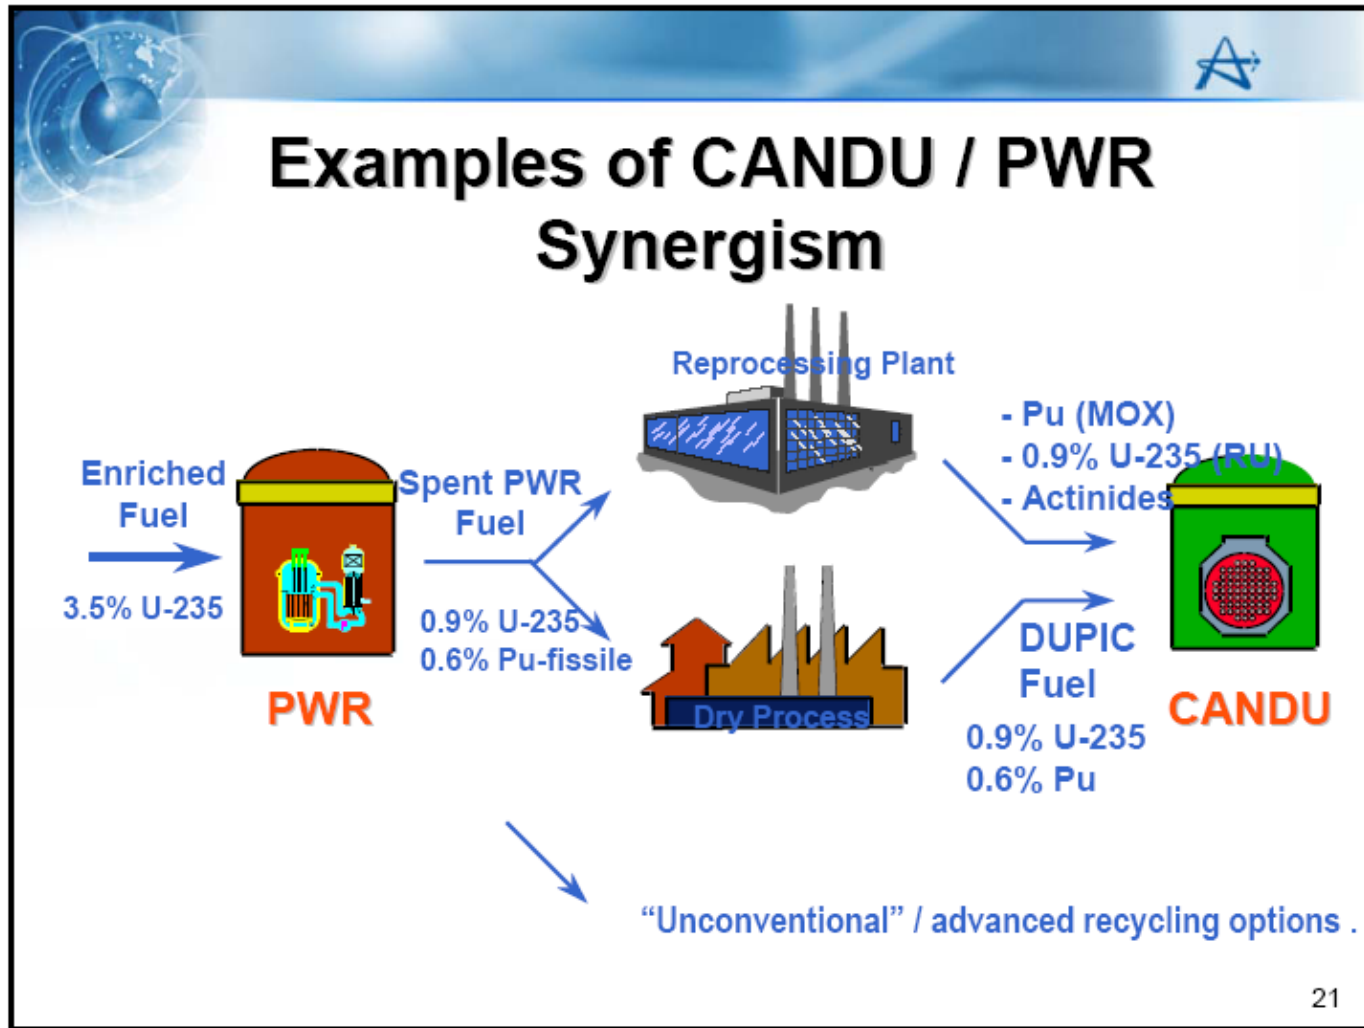 Examples of CANDU / PWR
Synergism
Reprocessing Plant
- Pu (MOX)
- 0.9% U-235 (RU)
- Actinides
Enriched
Fuel
3.5% U-235
PWR
Spent PWR
Fuel
0.9% U-235
0.6% Pu-fissile
Dry Process
DUPIC
Fuel
0.9% U-235
0.6% Pu
CANDU
“Unconventional” / advanced recycling options .
21